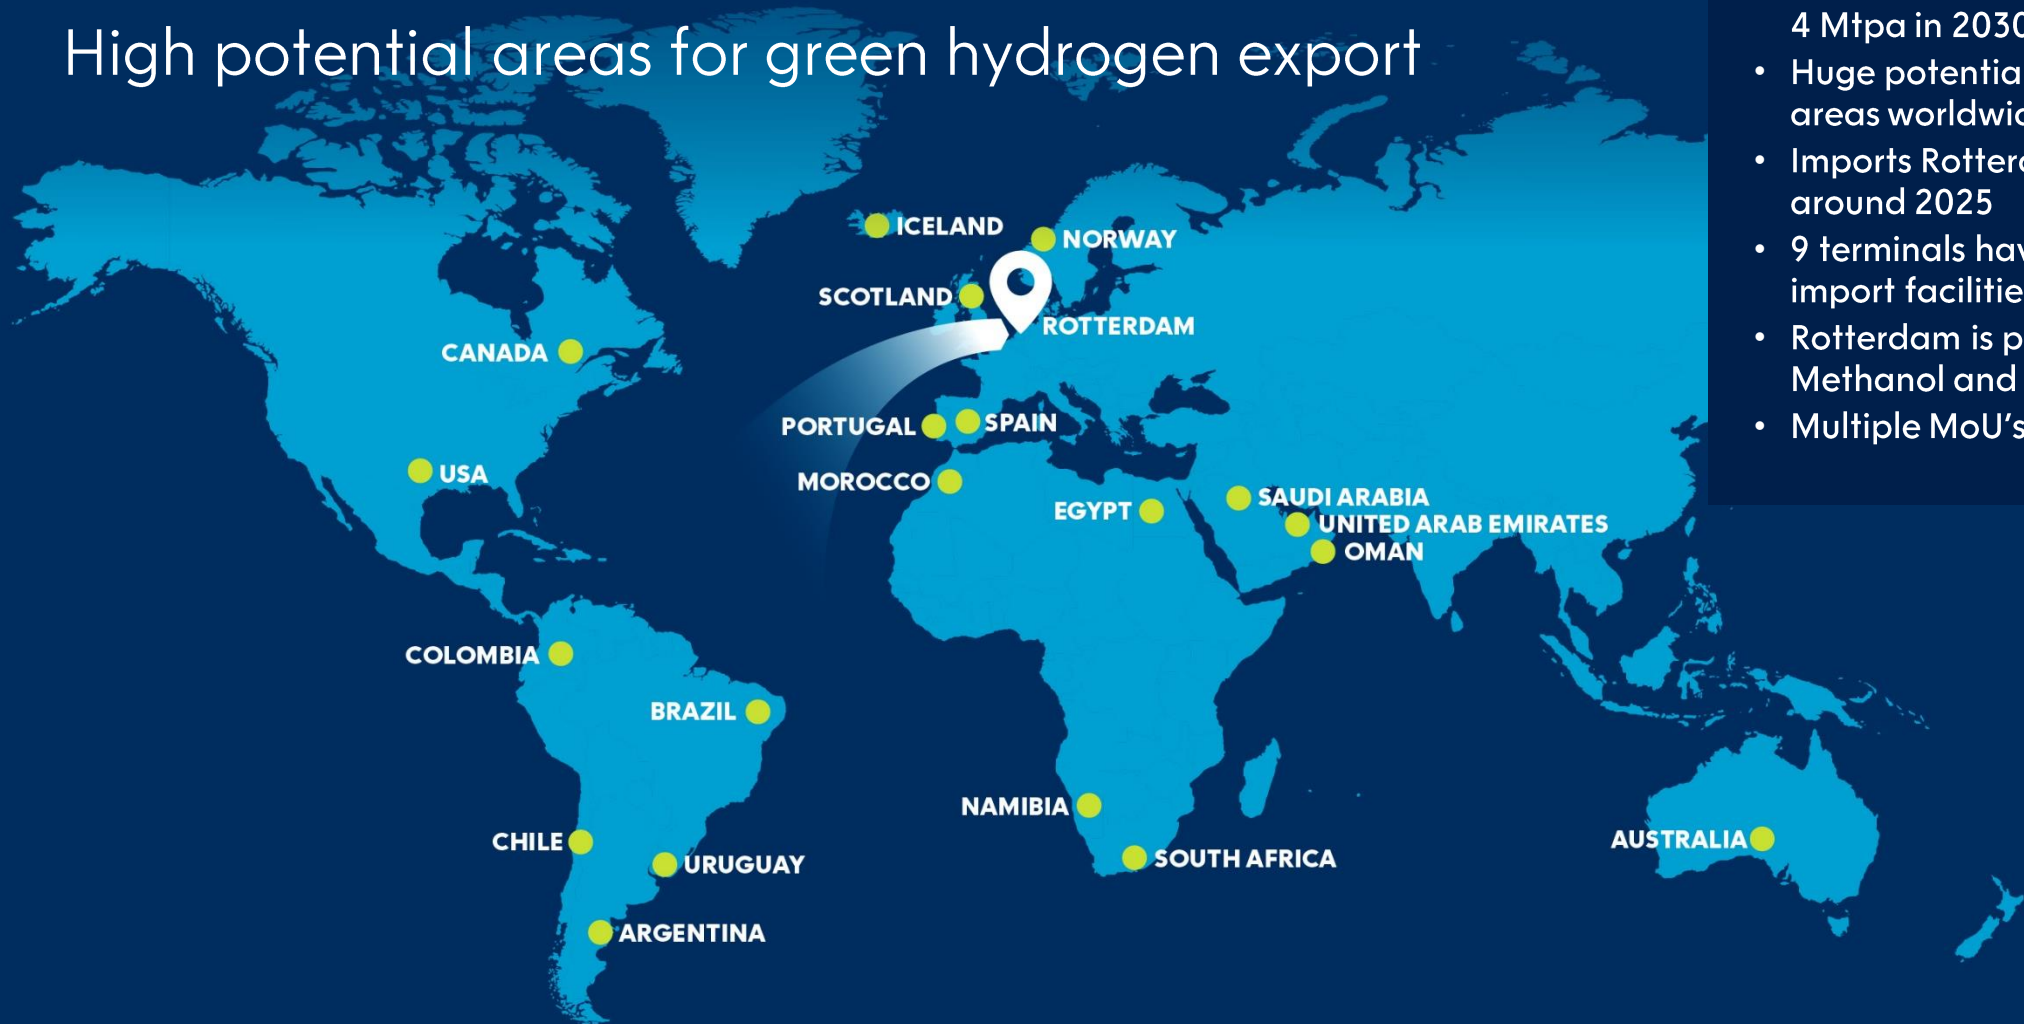 High potential areas for green hydrogen export
4 Mtpa in 2030
• Huge potentia
areas worldwi
• Imports Rotter
around 2025
• 9 terminals hav
import facilitie
• Rotterdam is p
Methanol and
• Multiple MoU's
ICELAND
NORWAY
SCOTLAND
ROTTERDAM
CANADA
PORTUGAL
SPAIN
USA
MOROCCO
EGYPT
SAUDI ARABIA
UNITED ARAB EMIRATES
OMAN
COLOMBIA
BRAZIL
NAMIBIA
CHILE
URUGUAY
SOUTH AFRICA
AUSTRALIA
ARGENTINA